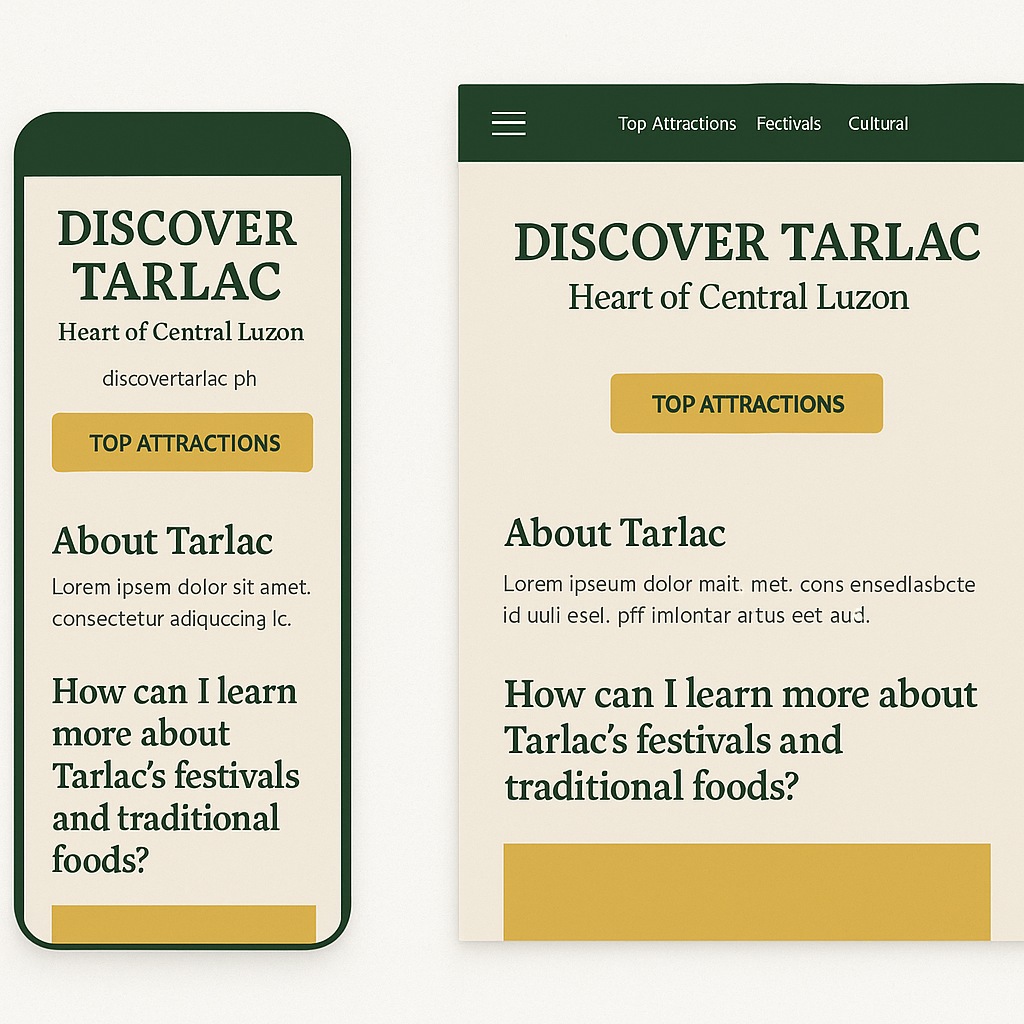 DISCOVER
TARLAC
Heart of Central Luzon
discovertarlac ph
TOP ATTRACTIONS
About Tarlac
Lorem ipsem dolor sit amet.
consectetur adiquccing lc.
How can I learn
more about
Tarlac’s festivals
and traditional
foods?
Top Attractions Fectivals Cultural
DISCOVER TARLAC
Heart of Central Luzon
TOP ATTRACTIONS
About Tarlac
Lorem ipseum dolor mait. met. cons ensedlasbcte
id uuli esel. pff imlontar artus eet aud.
How can I learn more about
Tarlac’s festivals and
traditional foods?